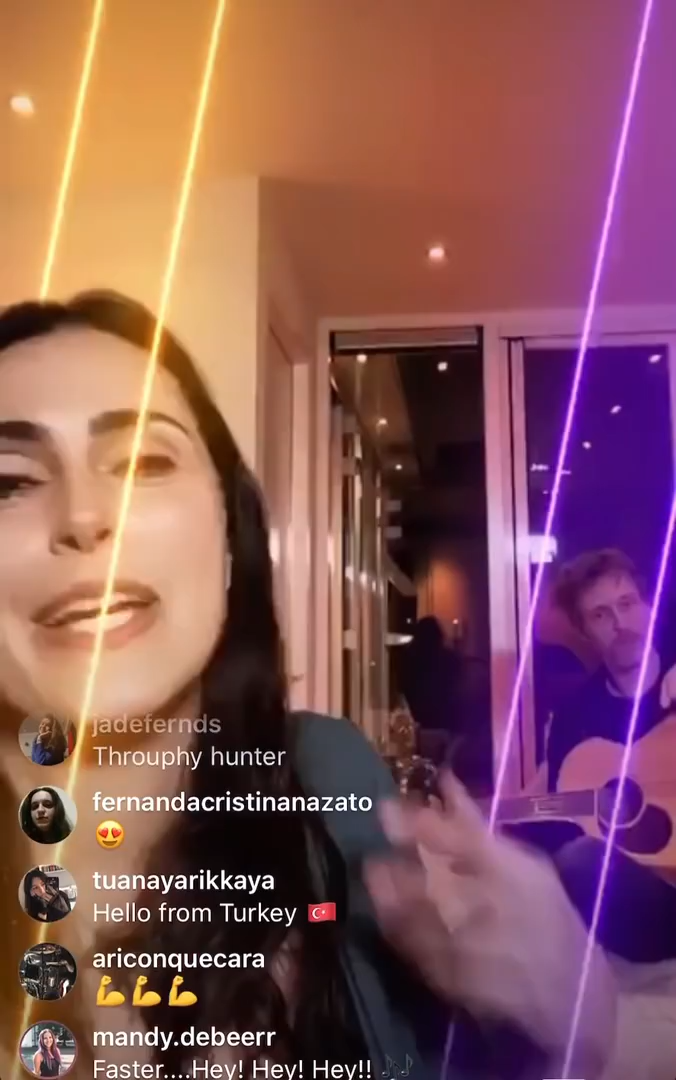 jadefernds
Throuphy hunter
fernandacristinanazato
😍
tuanayarikkaya
Hello from Turkey 🇹🇷
ariconquecara
💪💪💪
mandy.debeerr
Faster....Hey! Hey! Hey!! 🎶